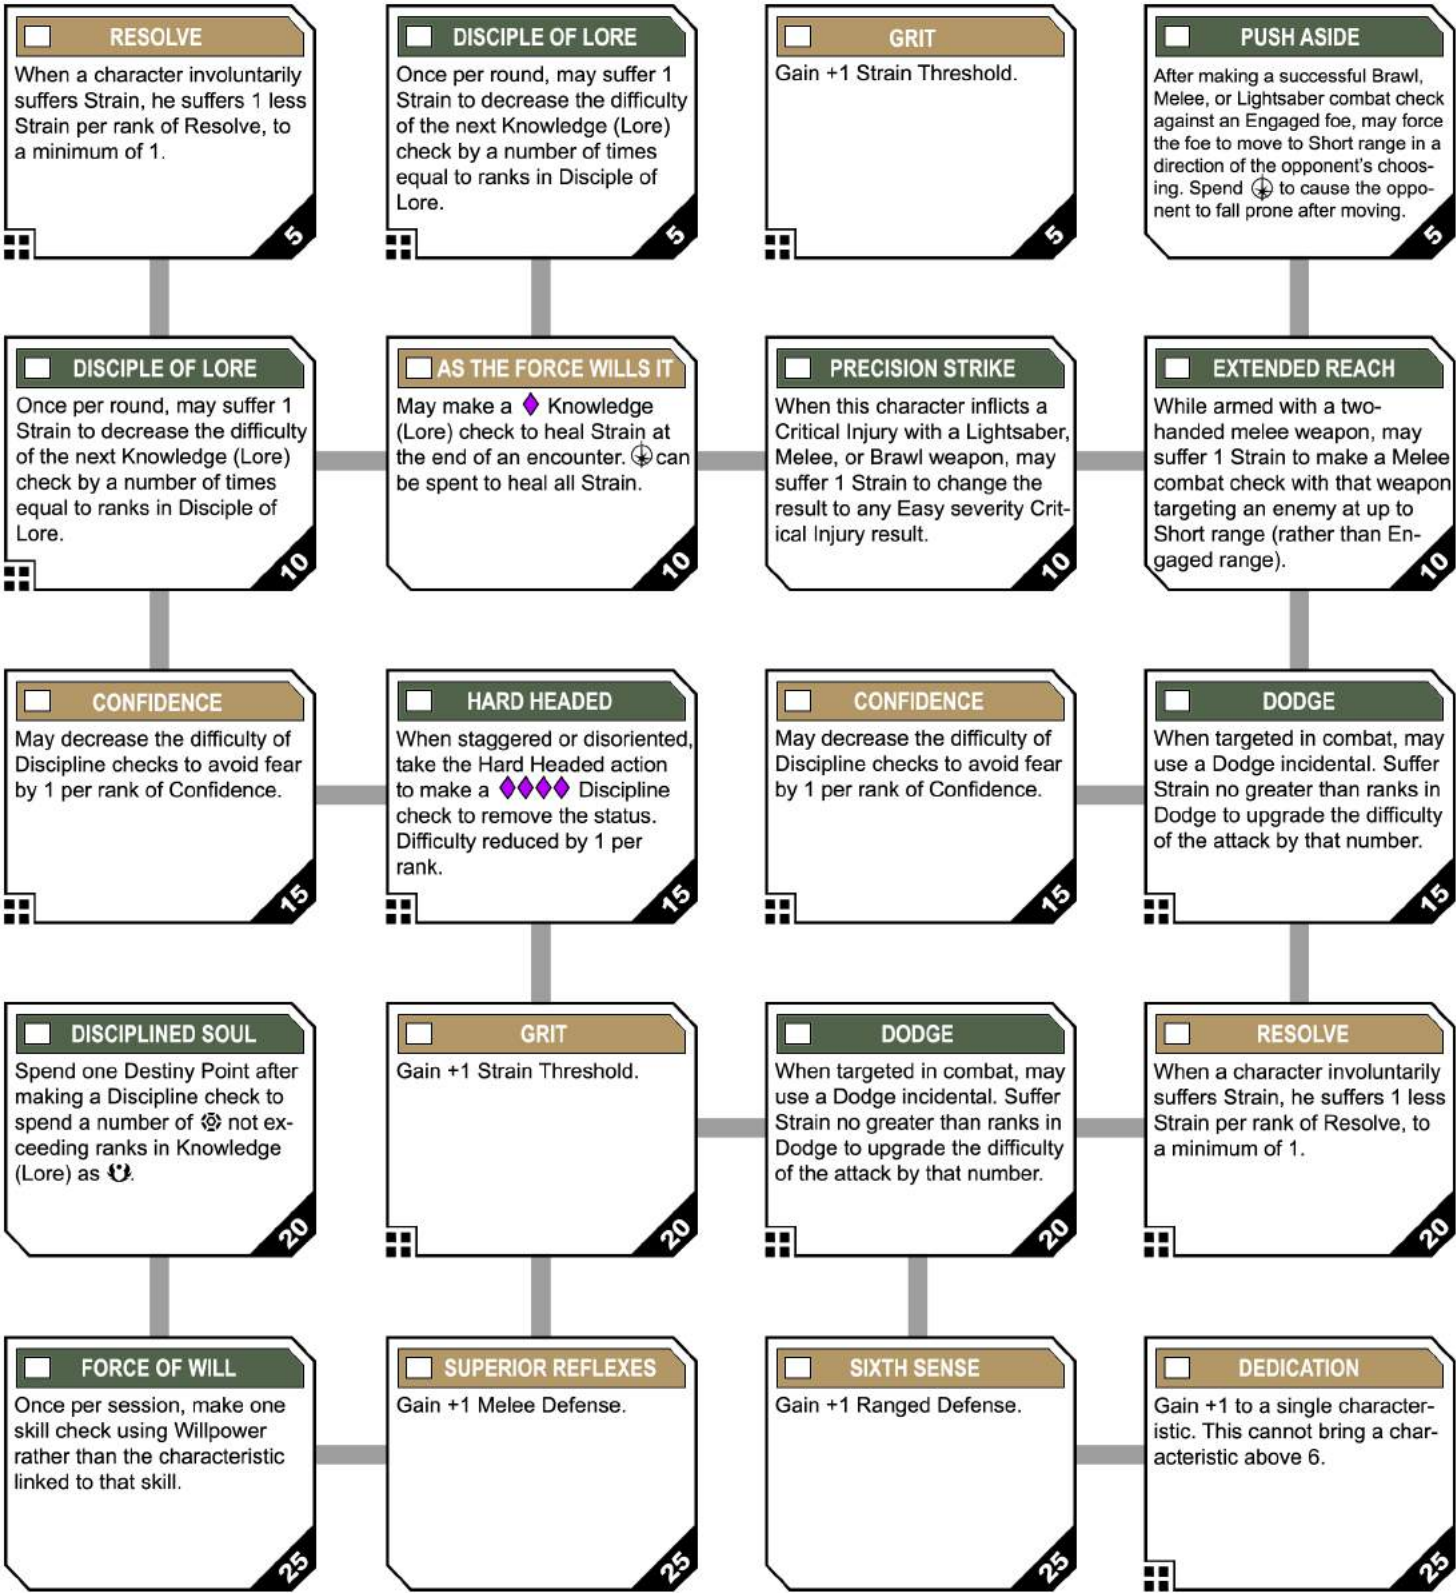 RESOLVE
When a character involuntarily
suffers Strain, he suffers 1 less
Strain per rank of Resolve, to
a minimum of 1.
5
DISCIPLE OF LORE
Once per round, may suffer 1
Strain to decrease the difficulty
of the next Knowledge (Lore)
check by a number of times
equal to ranks in Disciple of
Lore.
5
GRIT
Gain +1 Strain Threshold.
5
PUSH ASIDE
After making a successful Brawl,
Melee, or Lightsaber combat check
against an Engaged foe, may force
the foe to move to Short range in a
direction of the opponent's choos-
ing. Spend to cause the oppo-
nent to fall prone after moving.
5
DISCIPLE OF LORE
Once per round, may suffer 1
Strain to decrease the difficulty
of the next Knowledge (Lore)
check by a number of times
equal to ranks in Disciple of
Lore.
10
AS THE FORCE WILLS IT
May make a Knowledge
(Lore) check to heal Strain at
the end of an encounter. can
be spent to heal all Strain.
10
PRECISION STRIKE
When this character inflicts a
Critical Injury with a Lightsaber,
Melee, or Brawl weapon, may
suffer 1 Strain to change the
result to any Easy severity Crit-
ical Injury result.
10
EXTENDED REACH
While armed with a two-
handed melee weapon, may
suffer 1 Strain to make a Melee
combat check with that weapon
targeting an enemy at up to
Short range (rather than En-
gaged range).
10
CONFIDENCE
May decrease the difficulty of
Discipline checks to avoid fear
by 1 per rank of Confidence.
15
HARD HEADED
When staggered or disoriented,
take the Hard Headed action
to make a Discipline
check to remove the status.
Difficulty reduced by 1 per
rank.
15
CONFIDENCE
May decrease the difficulty of
Discipline checks to avoid fear
by 1 per rank of Confidence.
15
DODGE
When targeted in combat, may
use a Dodge incidental. Suffer
Strain no greater than ranks in
Dodge to upgrade the difficulty
of the attack by that number.
15
DISCIPLINED SOUL
Spend one Destiny Point after
making a Discipline check to
spend a number of not ex-
ceeding ranks in Knowledge
(Lore) as .
20
GRIT
Gain +1 Strain Threshold.
20
DODGE
When targeted in combat, may
use a Dodge incidental. Suffer
Strain no greater than ranks in
Dodge to upgrade the difficulty
of the attack by that number.
20
RESOLVE
When a character involuntarily
suffers Strain, he suffers 1 less
Strain per rank of Resolve, to
a minimum of 1.
20
FORCE OF WILL
Once per session, make one
skill check using Willpower
rather than the characteristic
linked to that skill.
25
SUPERIOR REFLEXES
Gain +1 Melee Defense.
25
SIXTH SENSE
Gain +1 Ranged Defense.
25
DEDICATION
Gain +1 to a single character-
istic. This cannot bring a char-
acteristic above 6.
25